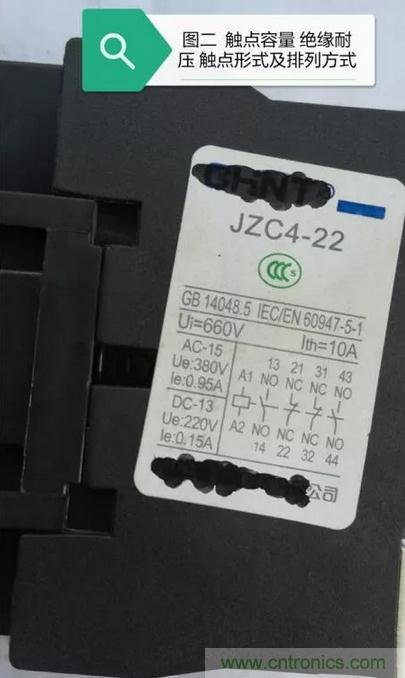 图二 触点容量 绝缘耐
压 触点形式及排列方式
CHNT
JZC4-22
CCC S
GB 14048.5 IEC/EN 60947-5-1
Ui=660V Ith=10A
AC-15
Ue:380V
Ie:0.95A
DC-13
Ue:220V
Ie:0.15A
13 21 31 43
A1 NO NC NC NO
A2 NO NC NC NO
14 22 32 44
公司
www.cntronics.com